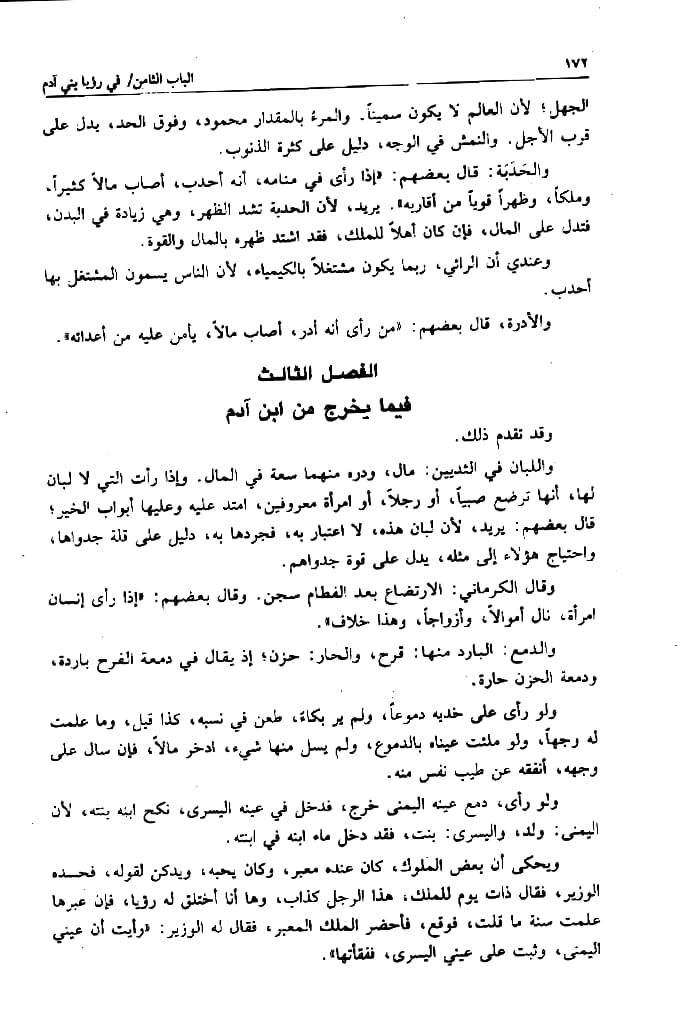 ١٧٢
الباب الثامن/ في رؤيا بني آدم
الجهل؛ لأن العالم لا يكون سميناً. والمرءُ بالمقدار محمود، وفوق الحد، يدل على
قرب الأجل. والنمش في الوجه، دليل على كثرة الذنوب.
والحَدَبَة: قال بعضهم: «إذا رأى في منامه، أنه أحدب، أصاب مالاً كثيراً،
وملكاً، وظهراً قوياً من أقاربه». يريد، لأن الحدبة تشد الظهر، وهي زيادة في البدن،
فتدل على المال، فإن كان أهلاً للملك، فقد اشتد ظهره بالمال والقوة.
وعندي أن الرائي، ربما يكون مشتغلاً بالكيمياء، لأن الناس يسمون المشتغل بها
أحدب.
والأدرة، قال بعضهم: «من رأى أنه أدر، أصاب مالاً، يأمن عليه من أعدائه».
الفصل الثالث
فيما يخرج من ابن آدم
وقد تقدم ذلك.
واللبان في الثديين: مال، ودره منهما سعة في المال. وإذا رأت التي لا لبان
لها، أنها ترضع صبياً، أو رجلاً، أو امرأة معروفين، امتد عليه وعليها أبواب الخير؛
قال بعضهم: يريد، لأن لبان هذه، لا اعتبار به، فجردها به، دليل على قلة جدواها،
واحتياج هؤلاء إلى مثله، يدل على قوة جدواهم.
وقال الكرماني: الارتضاع بعد الفطام سجن. وقال بعضهم: «إذا رأى إنسان
امرأة، نال أموالاً، وأزواجاً، وهذا خلاف».
والدمع: البارد منها: قرح، والحار: حزن؛ إذ يقال في دمعة الفرح باردة،
ودمعة الحزن حارة.
ولو رأى على خديه دموعاً، ولم ير بكاءً، طعن في نسبه، كذا قيل، وما علمت
له وجهاً، ولو ملئت عيناه بالدموع، ولم يسل منها شيء، ادخر مالاً، فإن سال على
وجهه، أنفقه عن طيب نفس منه.
ولو رأى، دمع عينه اليمنى خرج، فدخل في عينه اليسرى، نكح ابنه بنته، لأن
اليمنى: ولد، واليسرى: بنت، فقد دخل ماء ابنه في ابنته.
ويحكى أن بعض الملوك، كان عنده معبر، وكان يحبه، ويدكن لقوله، فحسده
الوزير، فقال ذات يوم للملك، هذا الرجل كذاب، وها أنا أختلق له رؤيا، فإن عبرها
علمت سنة ما قلت، فوقع، فأحضر الملك المعبر، فقال له الوزير: «رأيت أن عيني
اليمنى، وثبت على عيني اليسرى، ففقأتها».